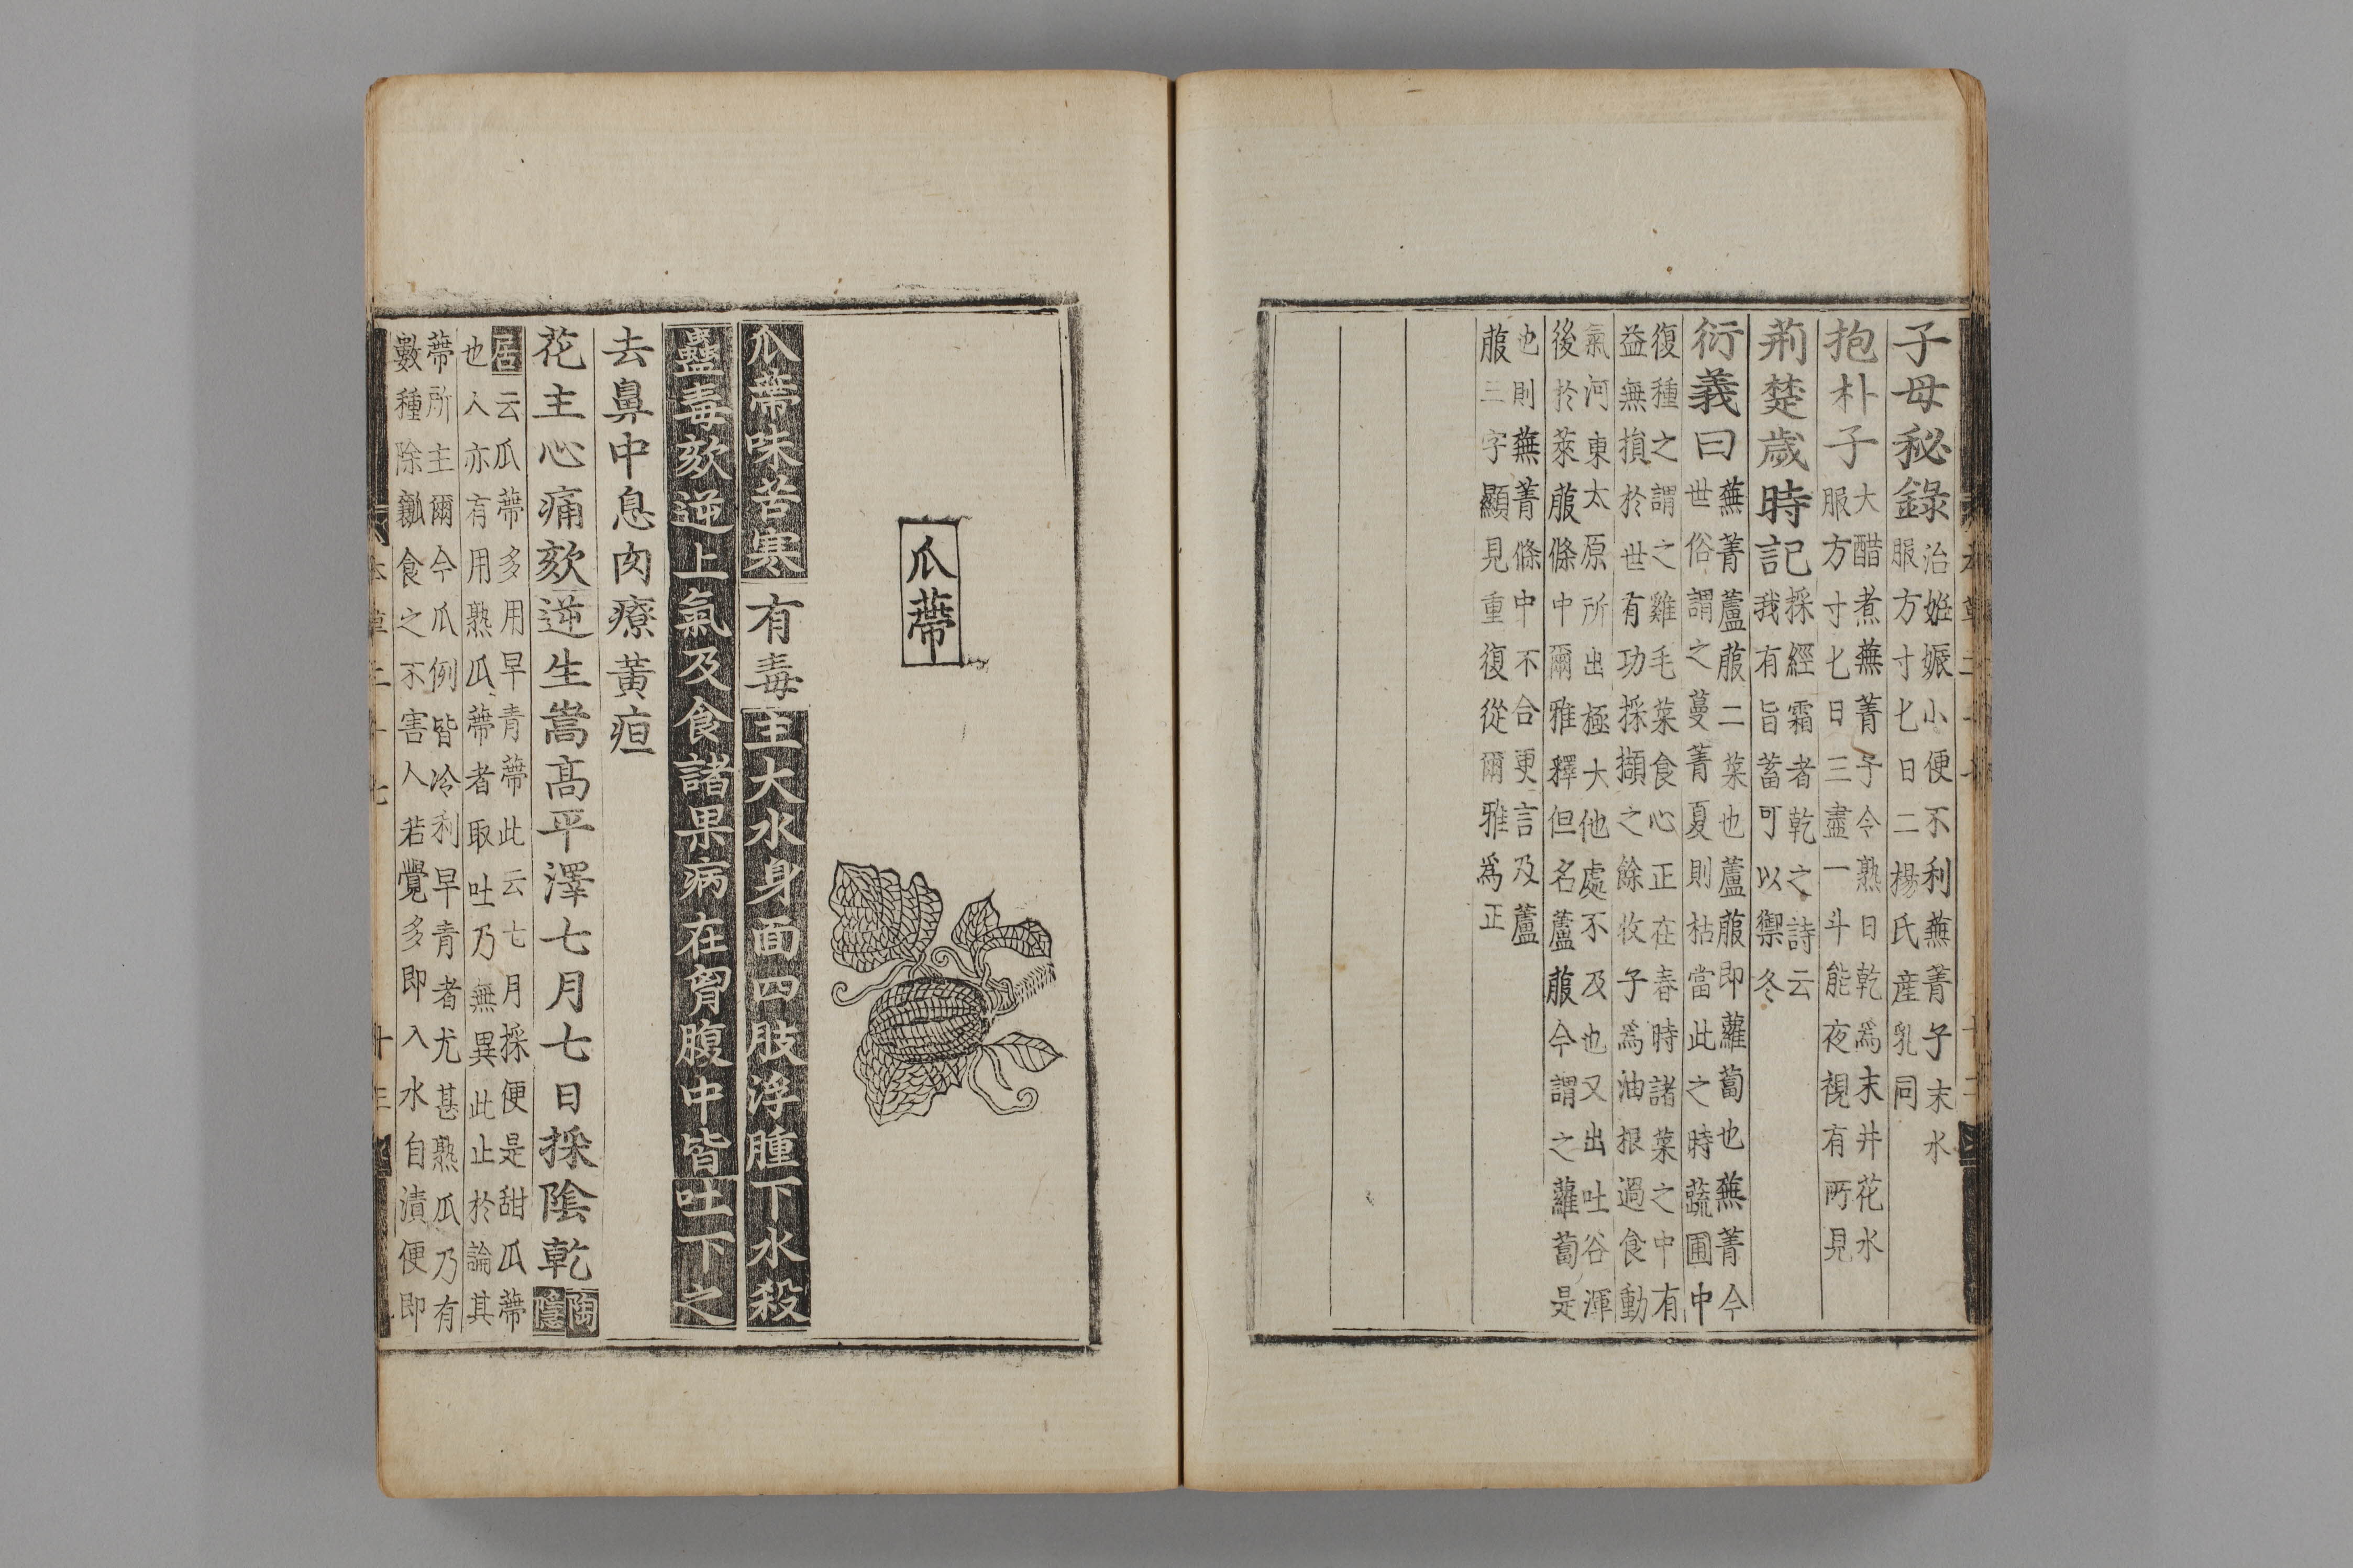 子母秘錄治妊娠小便不利蕪菁子末水
服方寸匕日二楊氏産乳同
抱朴子大醋煮蕪菁子令熟日乾爲末井花水
服方寸匕日三盡一斗能夜視有所見
荊楚歲時記採經霜者乾之詩云
我有旨蓄可以禦冬
衍義曰蕪菁蘆菔二菜也蘆菔即蘿蔔也蕪菁今
世俗謂之蔓菁夏則枯當此之時蔬圃中
復種之謂之雞毛菜食心正在春時諸菜之中有
益無損於世有功採擷之餘收子爲油根過食動
氣河東太原所出極大他處不及也又出吐谷渾
後於萊菔條中爾雅釋但名蘆菔今謂之蘿蔔是
也則蕪菁條中不合更言及蘆
菔三字顯見重復從爾雅爲正
瓜蔕
瓜蔕味苦寒有毒主大水身面四肢浮腫下水殺
蠱毒欬逆上氣及食諸果病在胷腹中皆吐下之
去鼻中息肉療黃疸
花主心痛欬逆生嵩高平澤七月七日採陰乾陶
隱
居云瓜蔕多用早青蔕此云七月採便是甜瓜蔕
也人亦有用熟瓜蔕者取吐乃無異此止於論其
蔕所主爾今瓜例皆冷利早青者尤甚熟瓜乃有
數種除瓤食之不害人若覺多即入水自漬便即